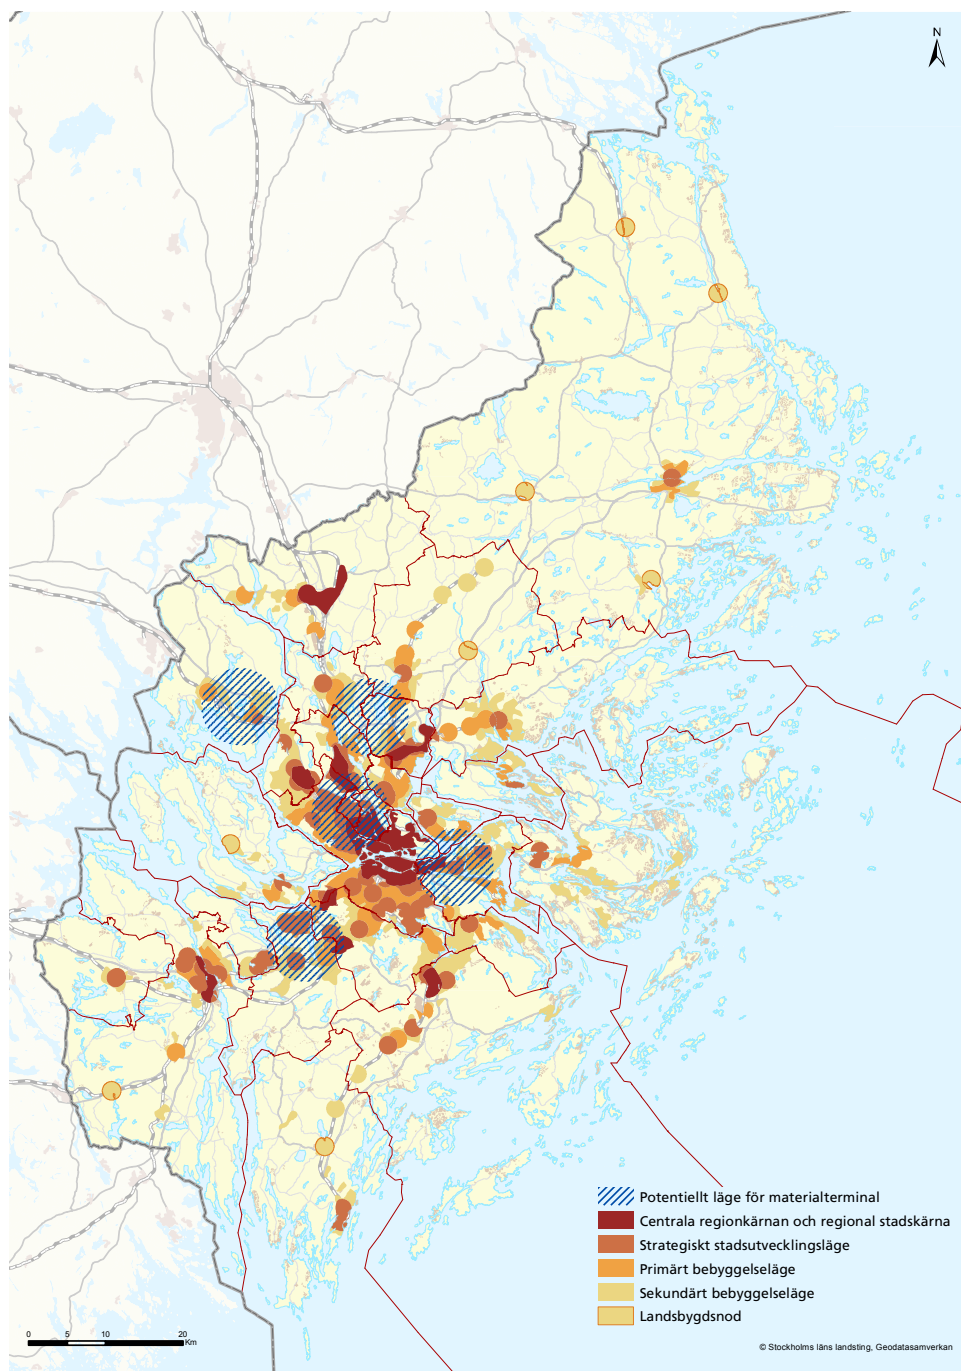 N
Potentiellt läge för materialterminal
Centrala regionkärnan och regional stadskärna
Strategiskt stadsutvecklingsläge
Primärt bebyggelseläge
Sekundärt bebyggelseläge
Landsbygdsnod
0 5 10 20
Km
© Stockholms läns landsting, Geodatasamverkan